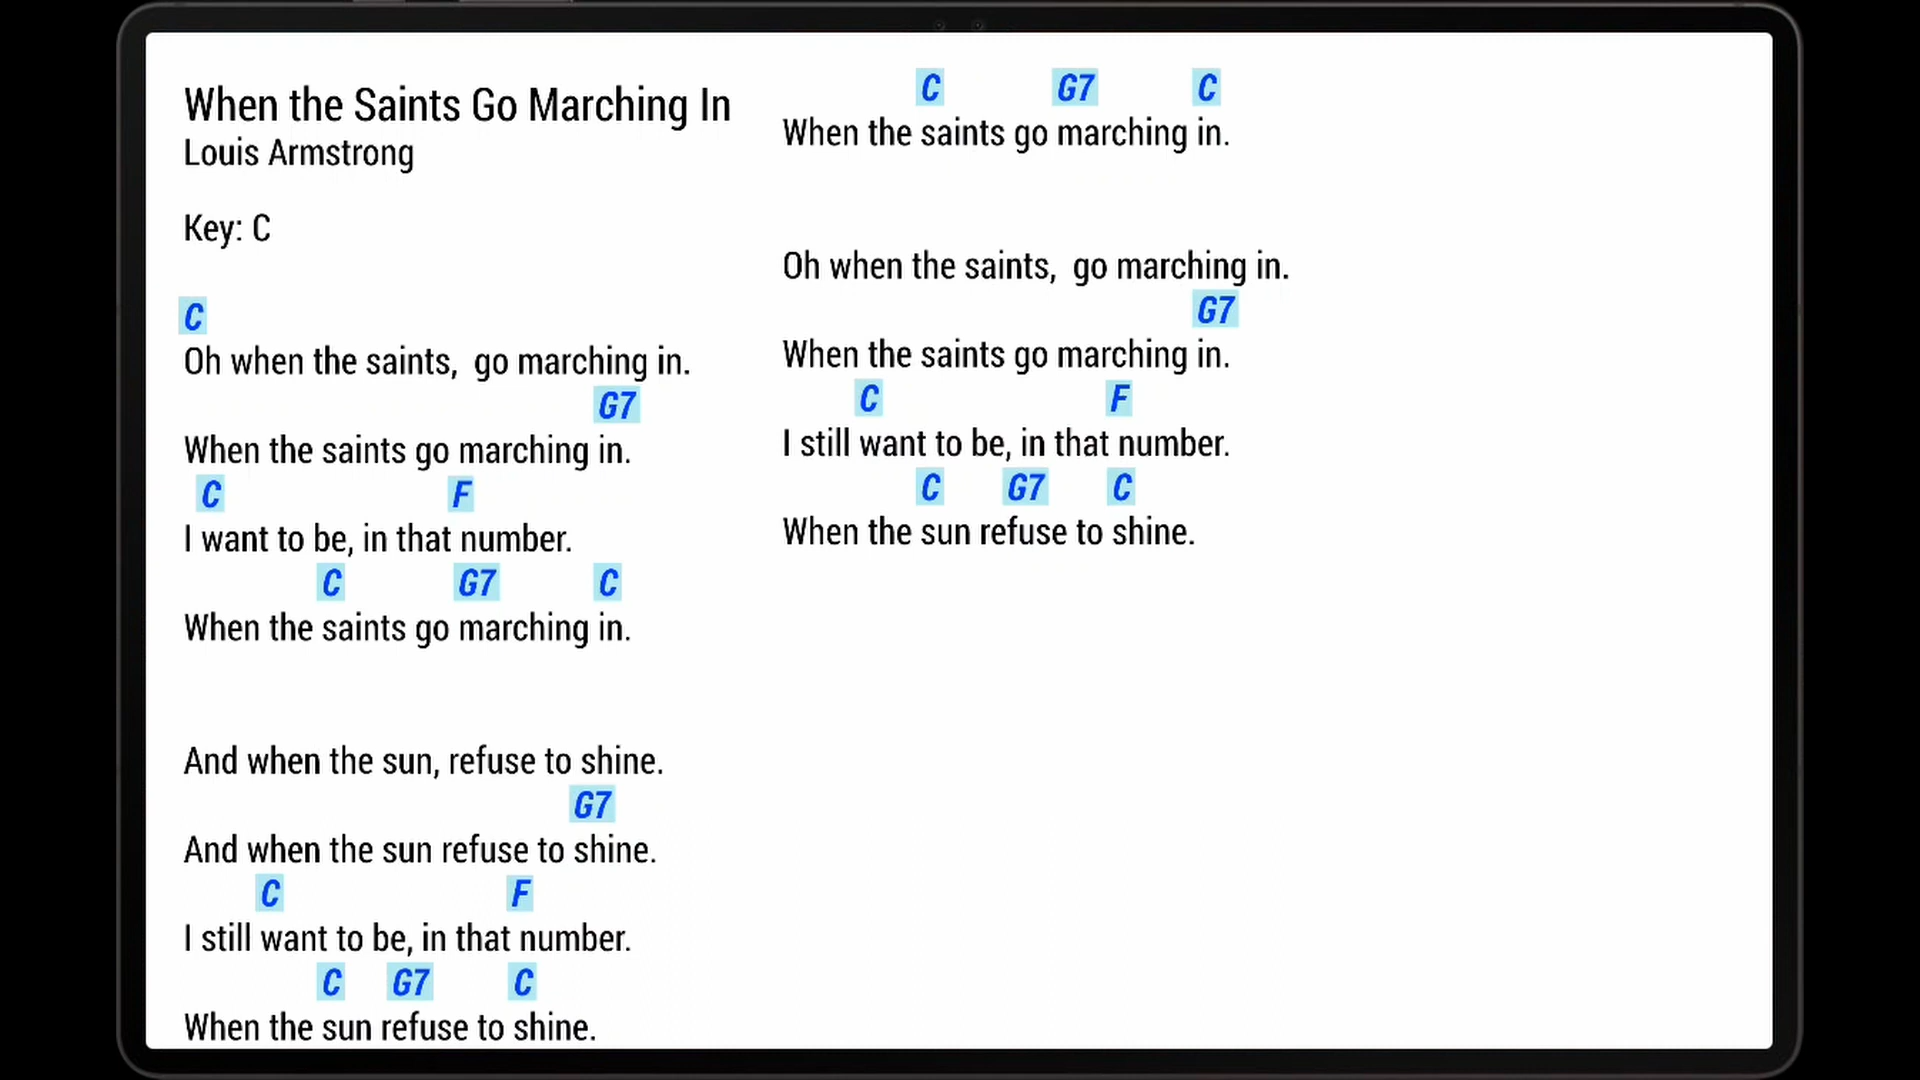 When the Saints Go Marching In
Louis Armstrong
Key: C
C
Oh when the saints,  go marching in.
G7
When the saints go marching in.
C F
I want to be, in that number.
C G7 C
When the saints go marching in.
And when the sun, refuse to shine.
G7
And when the sun refuse to shine.
C F
I still want to be, in that number.
C G7 C
When the sun refuse to shine.
C G7 C
When the saints go marching in.
Oh when the saints,  go marching in.
G7
When the saints go marching in.
C F
I still want to be, in that number.
C G7 C
When the sun refuse to shine.